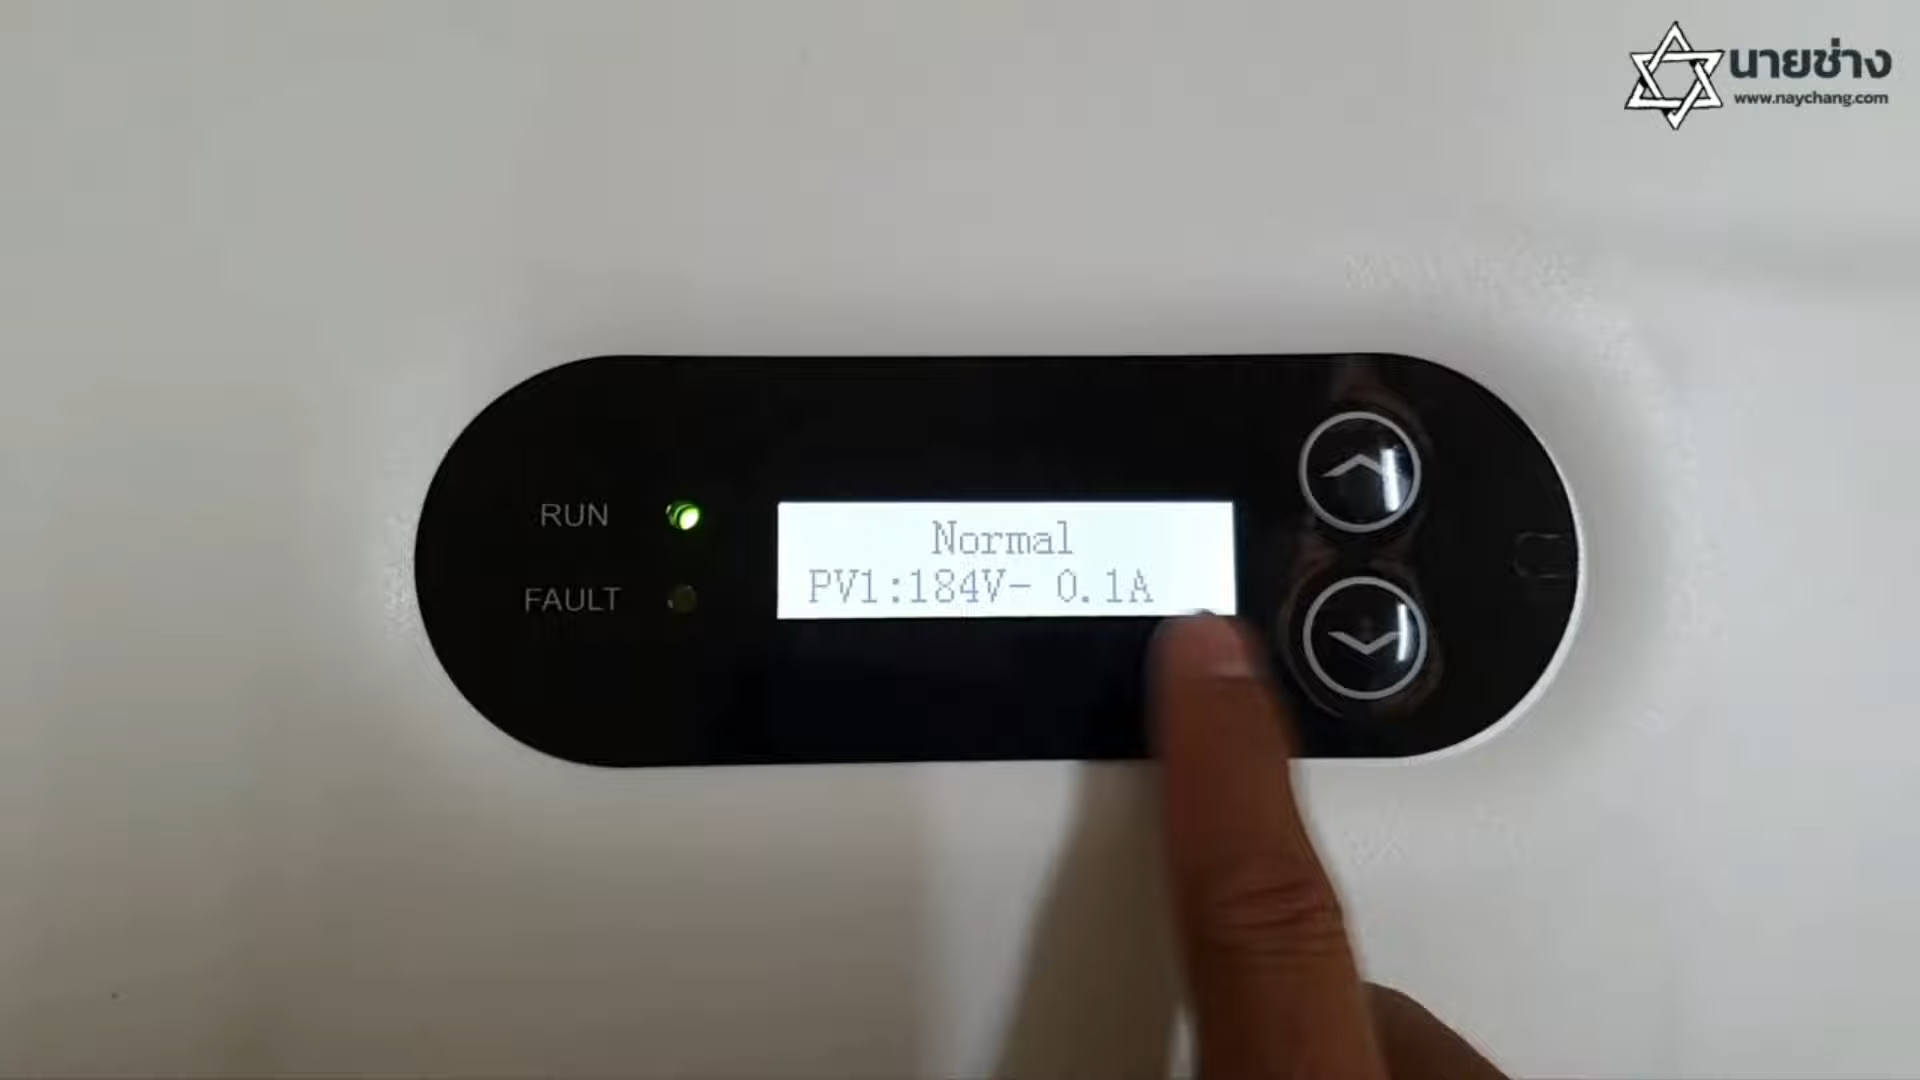 นายช่าง
www.naychang.com
RUN
FAULT
Normal
PV1:184V- 0.1A